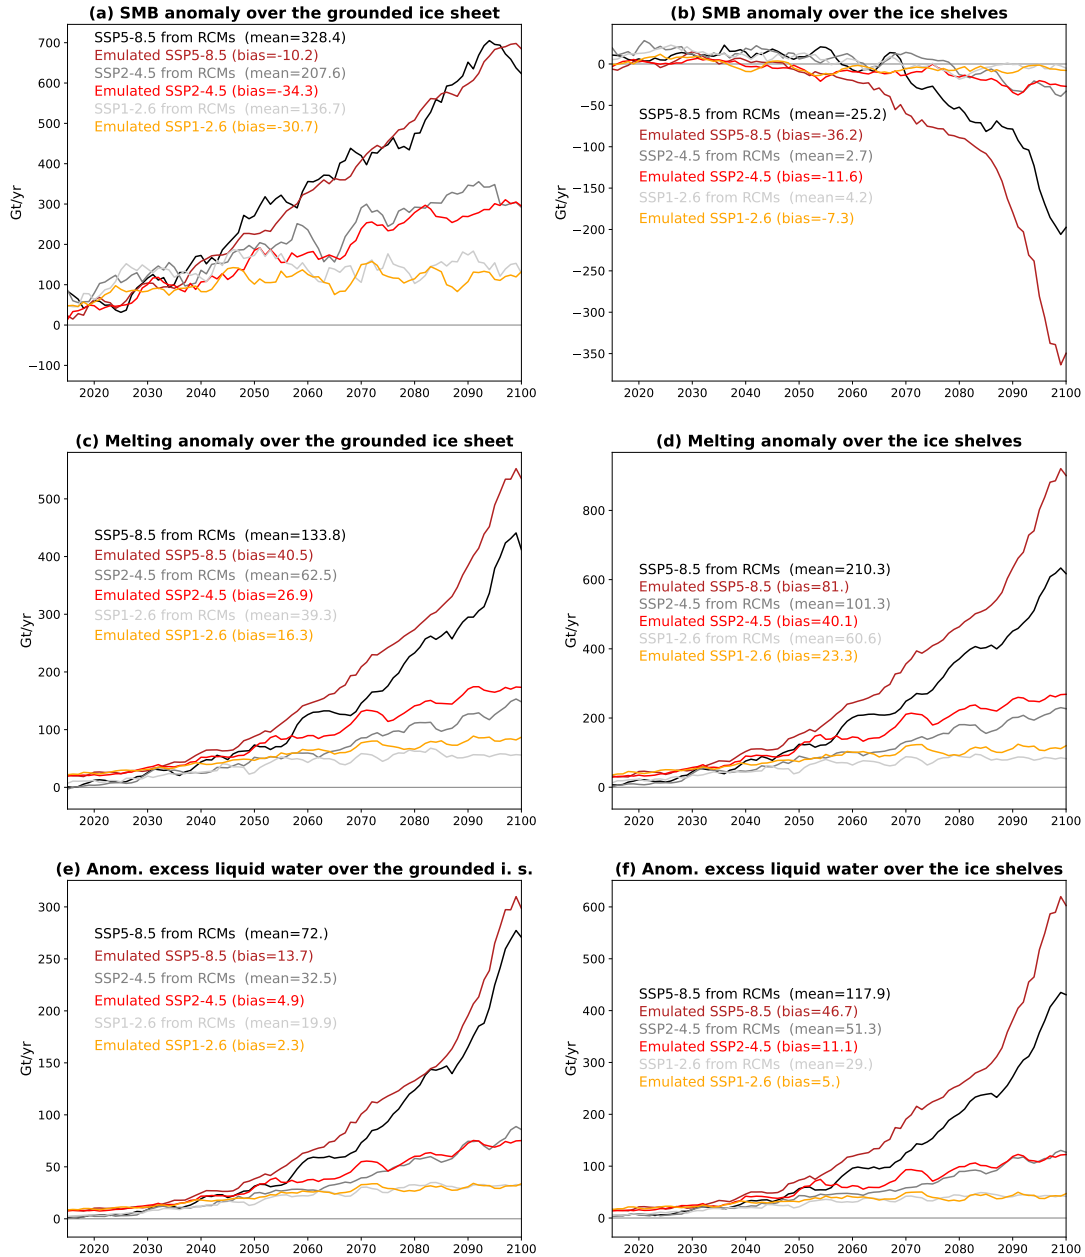 (a) SMB anomaly over the grounded ice sheet
SSP5-8.5 from RCMs (mean=328.4)
Emulated SSP5-8.5 (bias=-10.2)
SSP2-4.5 from RCMs (mean=207.6)
Emulated SSP2-4.5 (bias=-34.3)
SSP1-2.6 from RCMs (mean=136.7)
Emulated SSP1-2.6 (bias=-30.7)
Gt/yr
700
600
500
400
300
200
100
0
−100
2020 2030 2040 2050 2060 2070 2080 2090 2100
(b) SMB anomaly over the ice shelves
SSP5-8.5 from RCMs (mean=-25.2)
Emulated SSP5-8.5 (bias=-36.2)
SSP2-4.5 from RCMs (mean=2.7)
Emulated SSP2-4.5 (bias=-11.6)
SSP1-2.6 from RCMs (mean=4.2)
Emulated SSP1-2.6 (bias=-7.3)
Gt/yr
0
−50
−100
−150
−200
−250
−300
−350
2020 2030 2040 2050 2060 2070 2080 2090 2100
(c) Melting anomaly over the grounded ice sheet
SSP5-8.5 from RCMs (mean=133.8)
Emulated SSP5-8.5 (bias=40.5)
SSP2-4.5 from RCMs (mean=62.5)
Emulated SSP2-4.5 (bias=26.9)
SSP1-2.6 from RCMs (mean=39.3)
Emulated SSP1-2.6 (bias=16.3)
Gt/yr
500
400
300
200
100
0
2020 2030 2040 2050 2060 2070 2080 2090 2100
(d) Melting anomaly over the ice shelves
SSP5-8.5 from RCMs (mean=210.3)
Emulated SSP5-8.5 (bias=81.)
SSP2-4.5 from RCMs (mean=101.3)
Emulated SSP2-4.5 (bias=40.1)
SSP1-2.6 from RCMs (mean=60.6)
Emulated SSP1-2.6 (bias=23.3)
Gt/yr
800
600
400
200
0
2020 2030 2040 2050 2060 2070 2080 2090 2100
(e) Anom. excess liquid water over the grounded i. s.
SSP5-8.5 from RCMs (mean=72.)
Emulated SSP5-8.5 (bias=13.7)
SSP2-4.5 from RCMs (mean=32.5)
Emulated SSP2-4.5 (bias=4.9)
SSP1-2.6 from RCMs (mean=19.9)
Emulated SSP1-2.6 (bias=2.3)
Gt/yr
300
250
200
150
100
50
0
2020 2030 2040 2050 2060 2070 2080 2090 2100
(f) Anom. excess liquid water over the ice shelves
SSP5-8.5 from RCMs (mean=117.9)
Emulated SSP5-8.5 (bias=46.7)
SSP2-4.5 from RCMs (mean=51.3)
Emulated SSP2-4.5 (bias=11.1)
SSP1-2.6 from RCMs (mean=29.)
Emulated SSP1-2.6 (bias=5.)
Gt/yr
600
500
400
300
200
100
0
2020 2030 2040 2050 2060 2070 2080 2090 2100